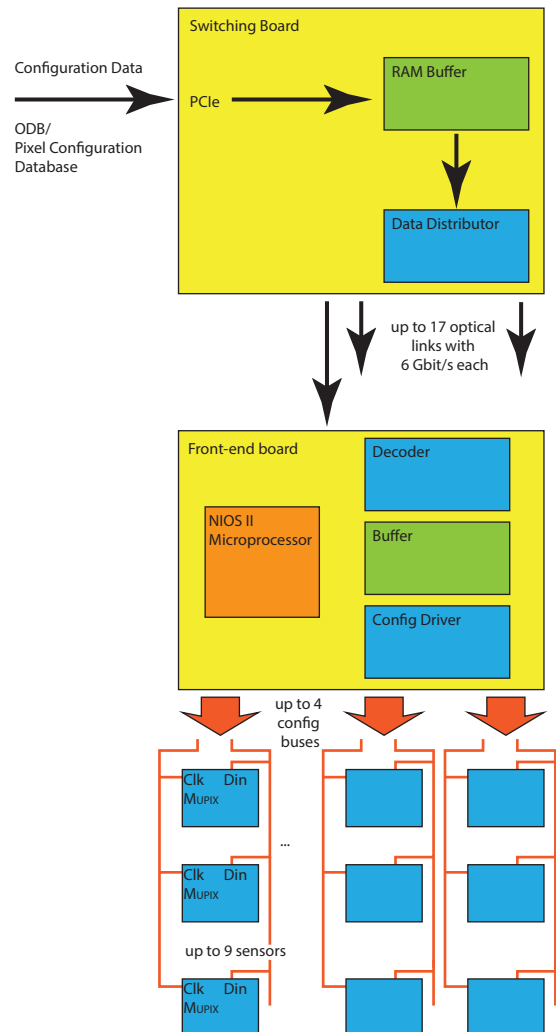 Switching Board
Configuration Data
PCIe
RAM Buffer
ODB/
Pixel Configuration
Database
Data Distributor
up to 17 optical
links with
6 Gbit/s each
Front-end board
Decoder
NIOS II
Microprocessor
Buffer
Config Driver
up to 4
config
buses
Clk Din
MUPIX
...
Clk Din
MUPIX
up to 9 sensors
Clk Din
MUPIX